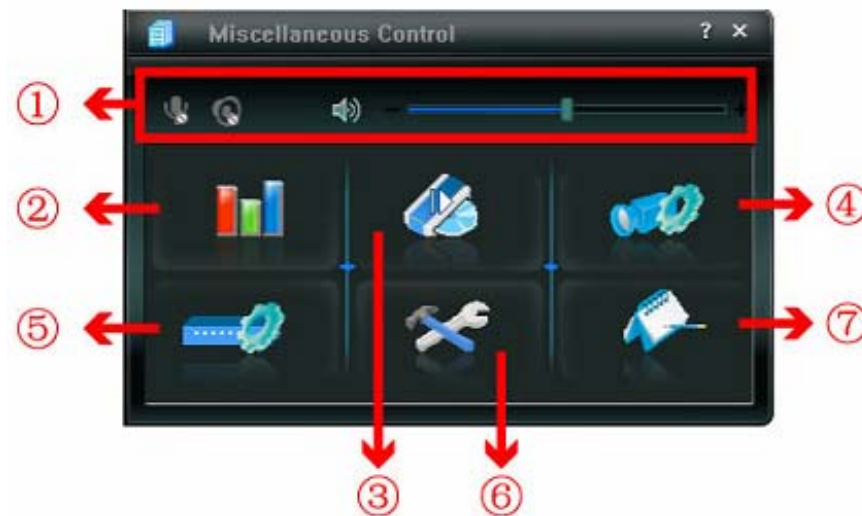 Miscellaneous Control ? ×
① − +
② ④
⑤ ⑦
③ ⑥